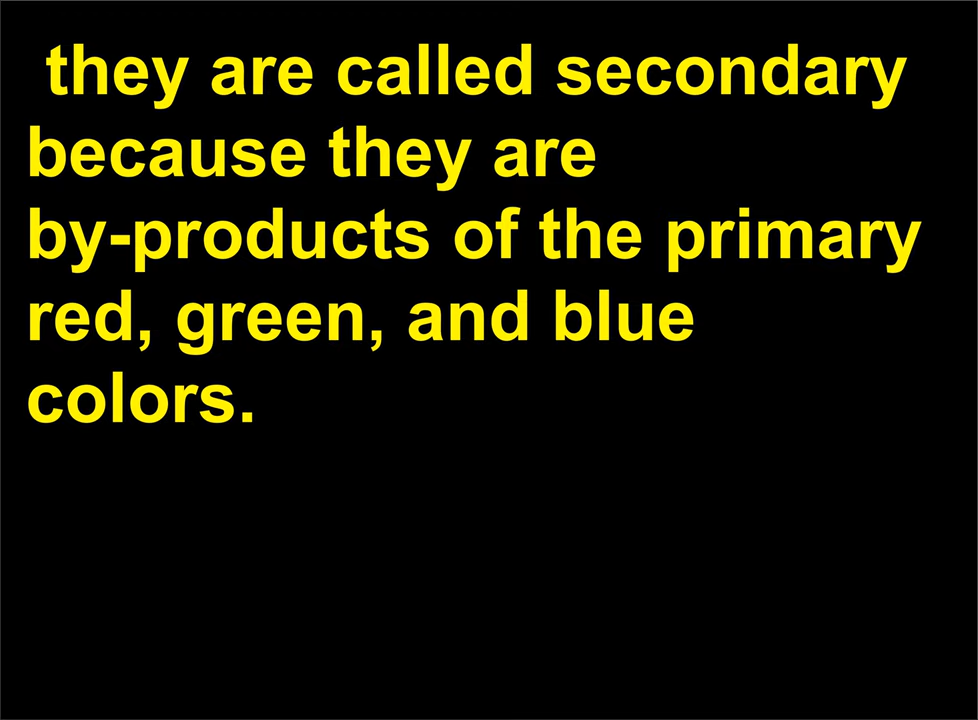 they are called secondary
because they are
by-products of the primary
red, green, and blue
colors.